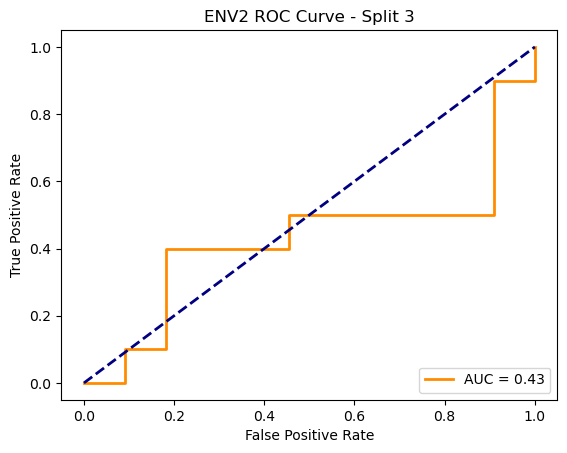 ENV2 ROC Curve - Split 3
True Positive Rate
1.0
0.8
0.6
0.4
0.2
0.0
0.0 0.2 0.4 0.6 0.8 1.0
False Positive Rate
AUC = 0.43